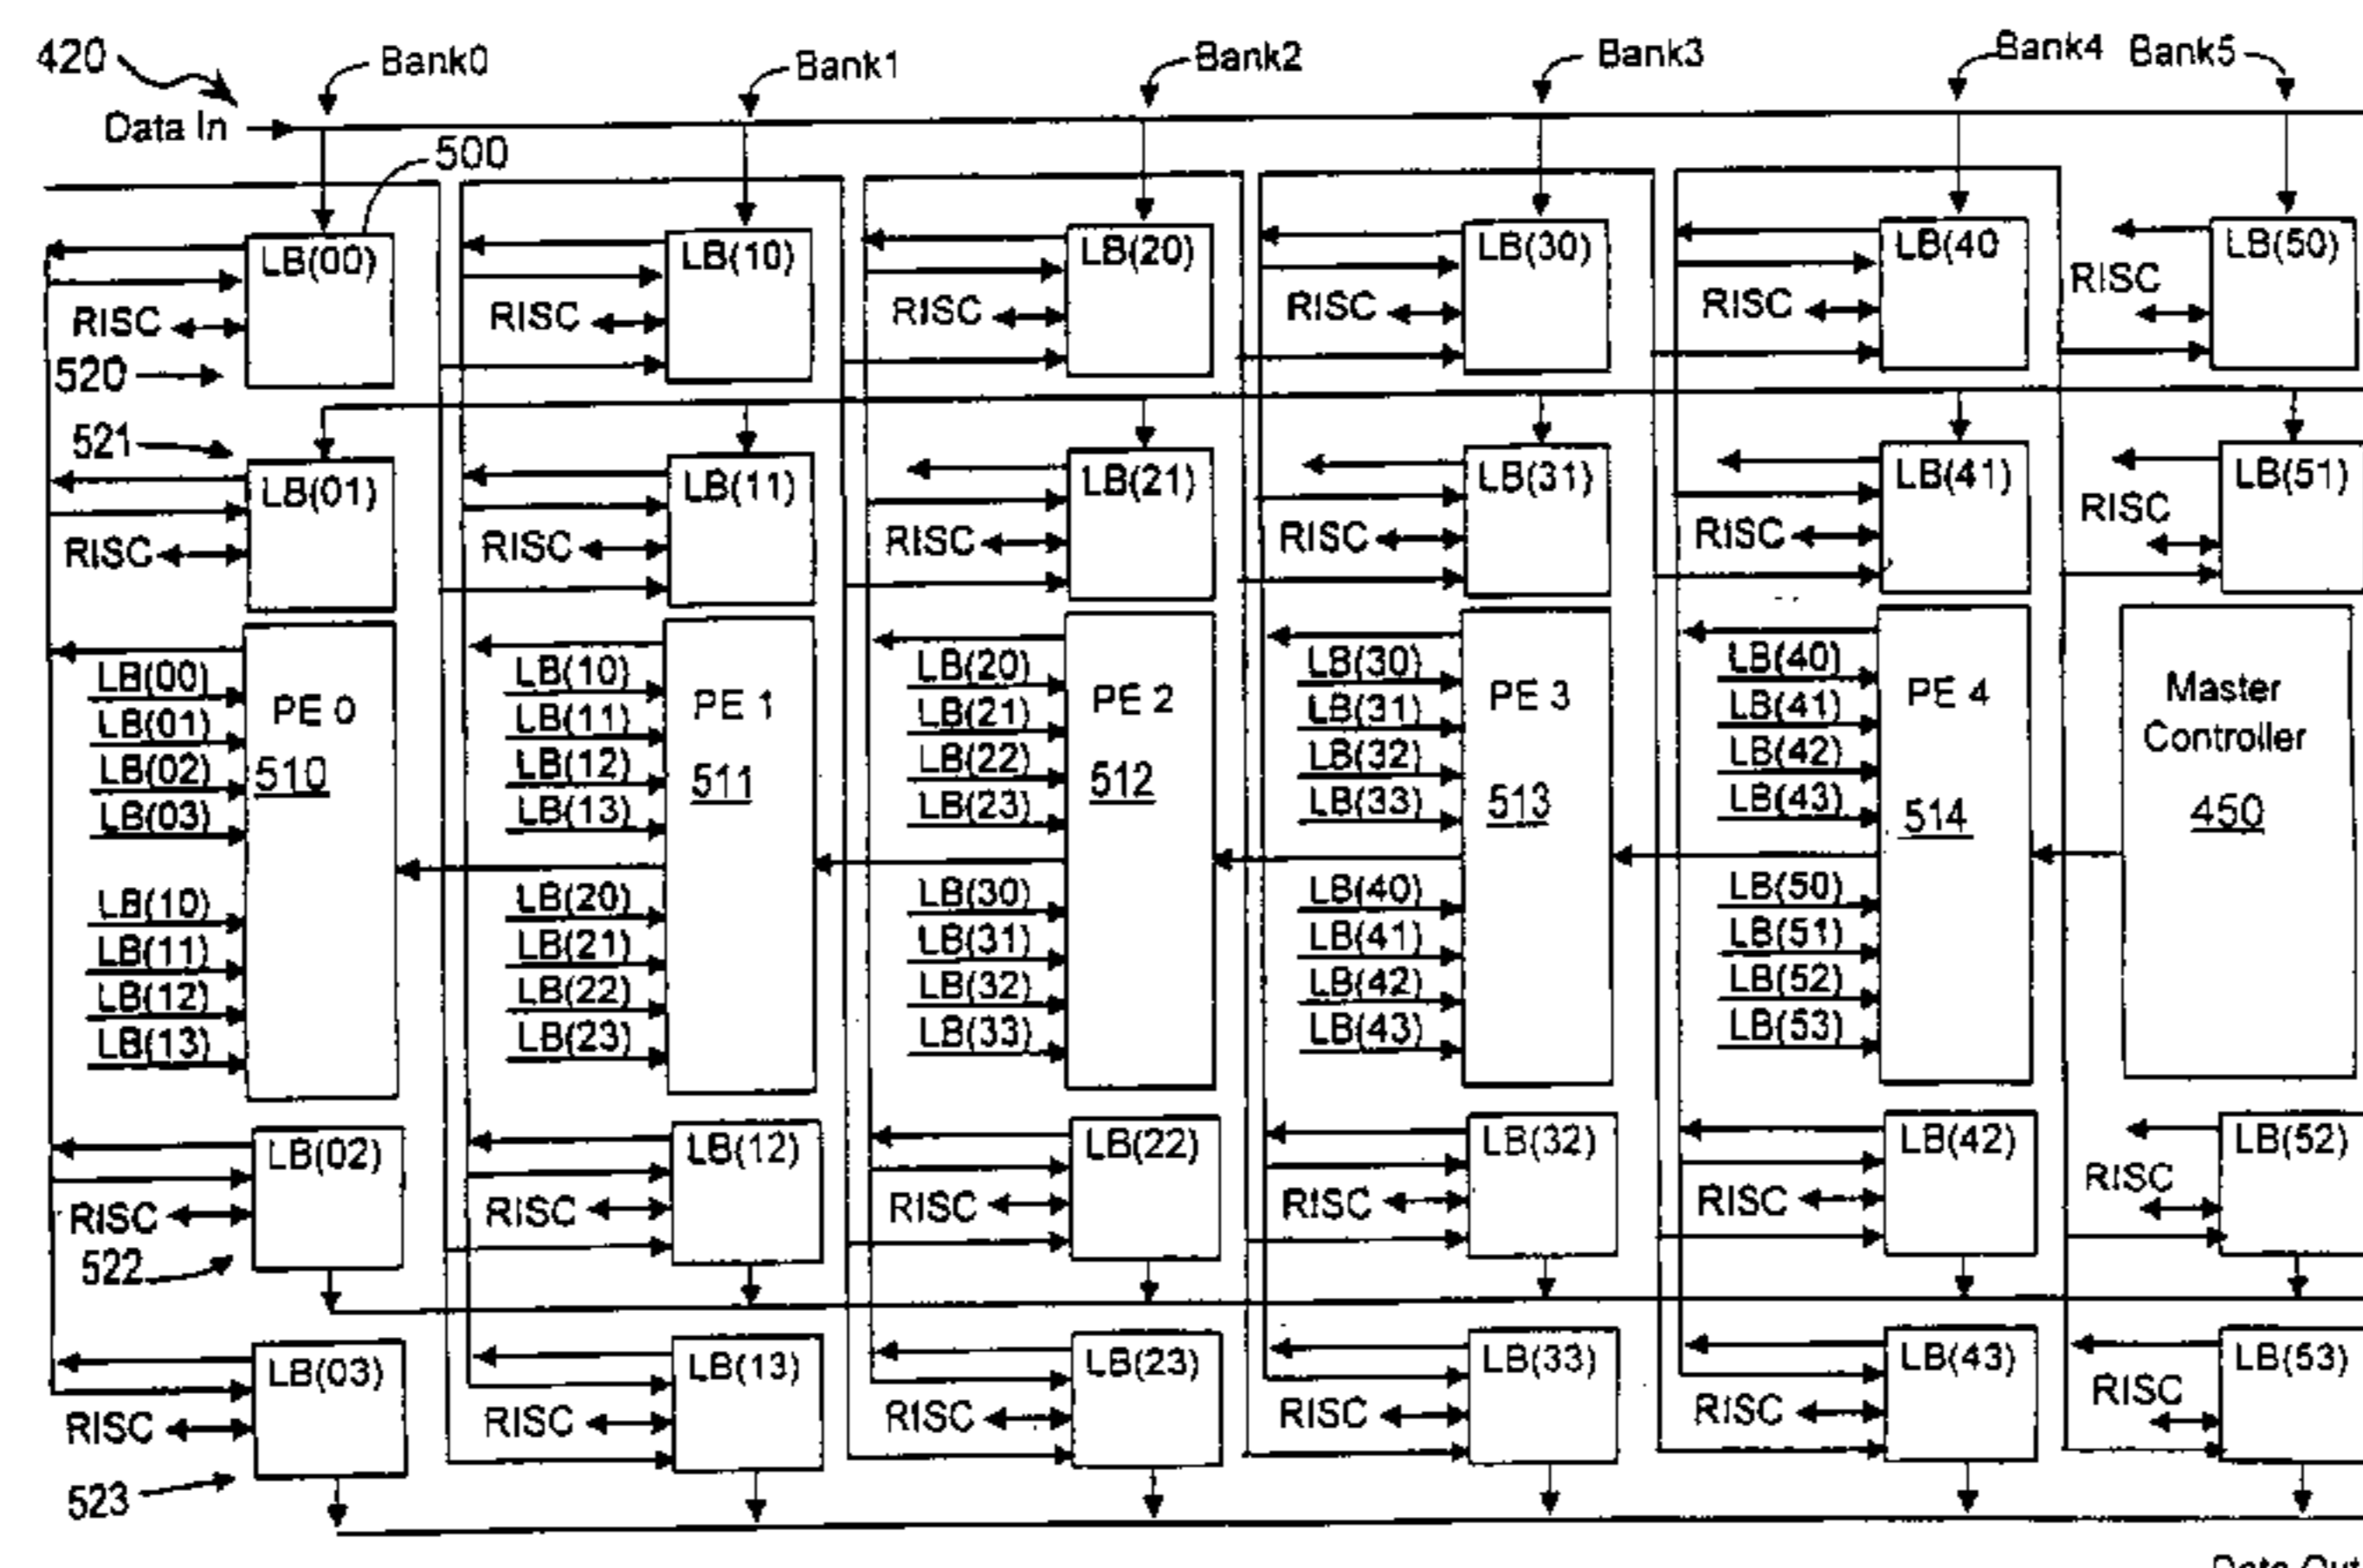 420 Bank0 Bank1 Bank2 Bank3 Bank4 Bank5
Data In
500
LB(00) LB(10) LB(20) LB(30) LB(40 LB(50)
RISC RISC RISC RISC RISC RISC
520
521
LB(01) LB(11) LB(21) LB(31) LB(41) LB(51)
RISC RISC RISC RISC RISC RISC
LB(00) LB(10) LB(20) LB(30) LB(40)
PE 0 PE 1 PE 2 PE 3 PE 4 Master
LB(01) LB(11) LB(21) LB(31) LB(41)
Controller
LB(02) LB(12) LB(22) LB(32) LB(42)
510 511 512 513 514 450
LB(03) LB(13) LB(23) LB(33) LB(43)
LB(10) LB(20) LB(30) LB(40) LB(50)
LB(11) LB(21) LB(31) LB(41) LB(51)
LB(12) LB(22) LB(32) LB(42) LB(52)
LB(13) LB(23) LB(33) LB(43) LB(53)
LB(02) LB(12) LB(22) LB(32) LB(42) LB(52)
RISC RISC RISC RISC RISC RISC
522
LB(03) LB(13) LB(23) LB(33) LB(43) LB(53)
RISC RISC RISC RISC RISC RISC
523